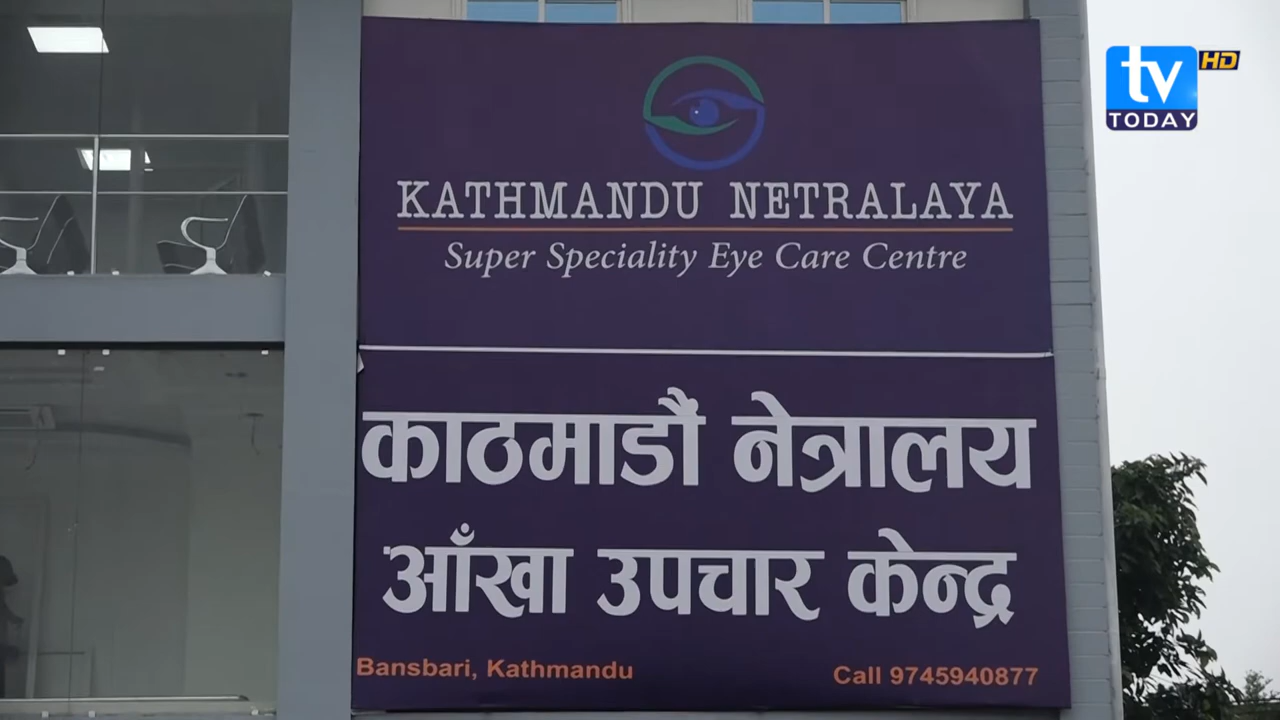 tv HD
TODAY
KATHMANDU NETRALAYA
Super Speciality Eye Care Centre
काठमाडौं नेत्रालय
आँखा उपचार केन्द्र
Bansbari, Kathmandu
Call 9745940877